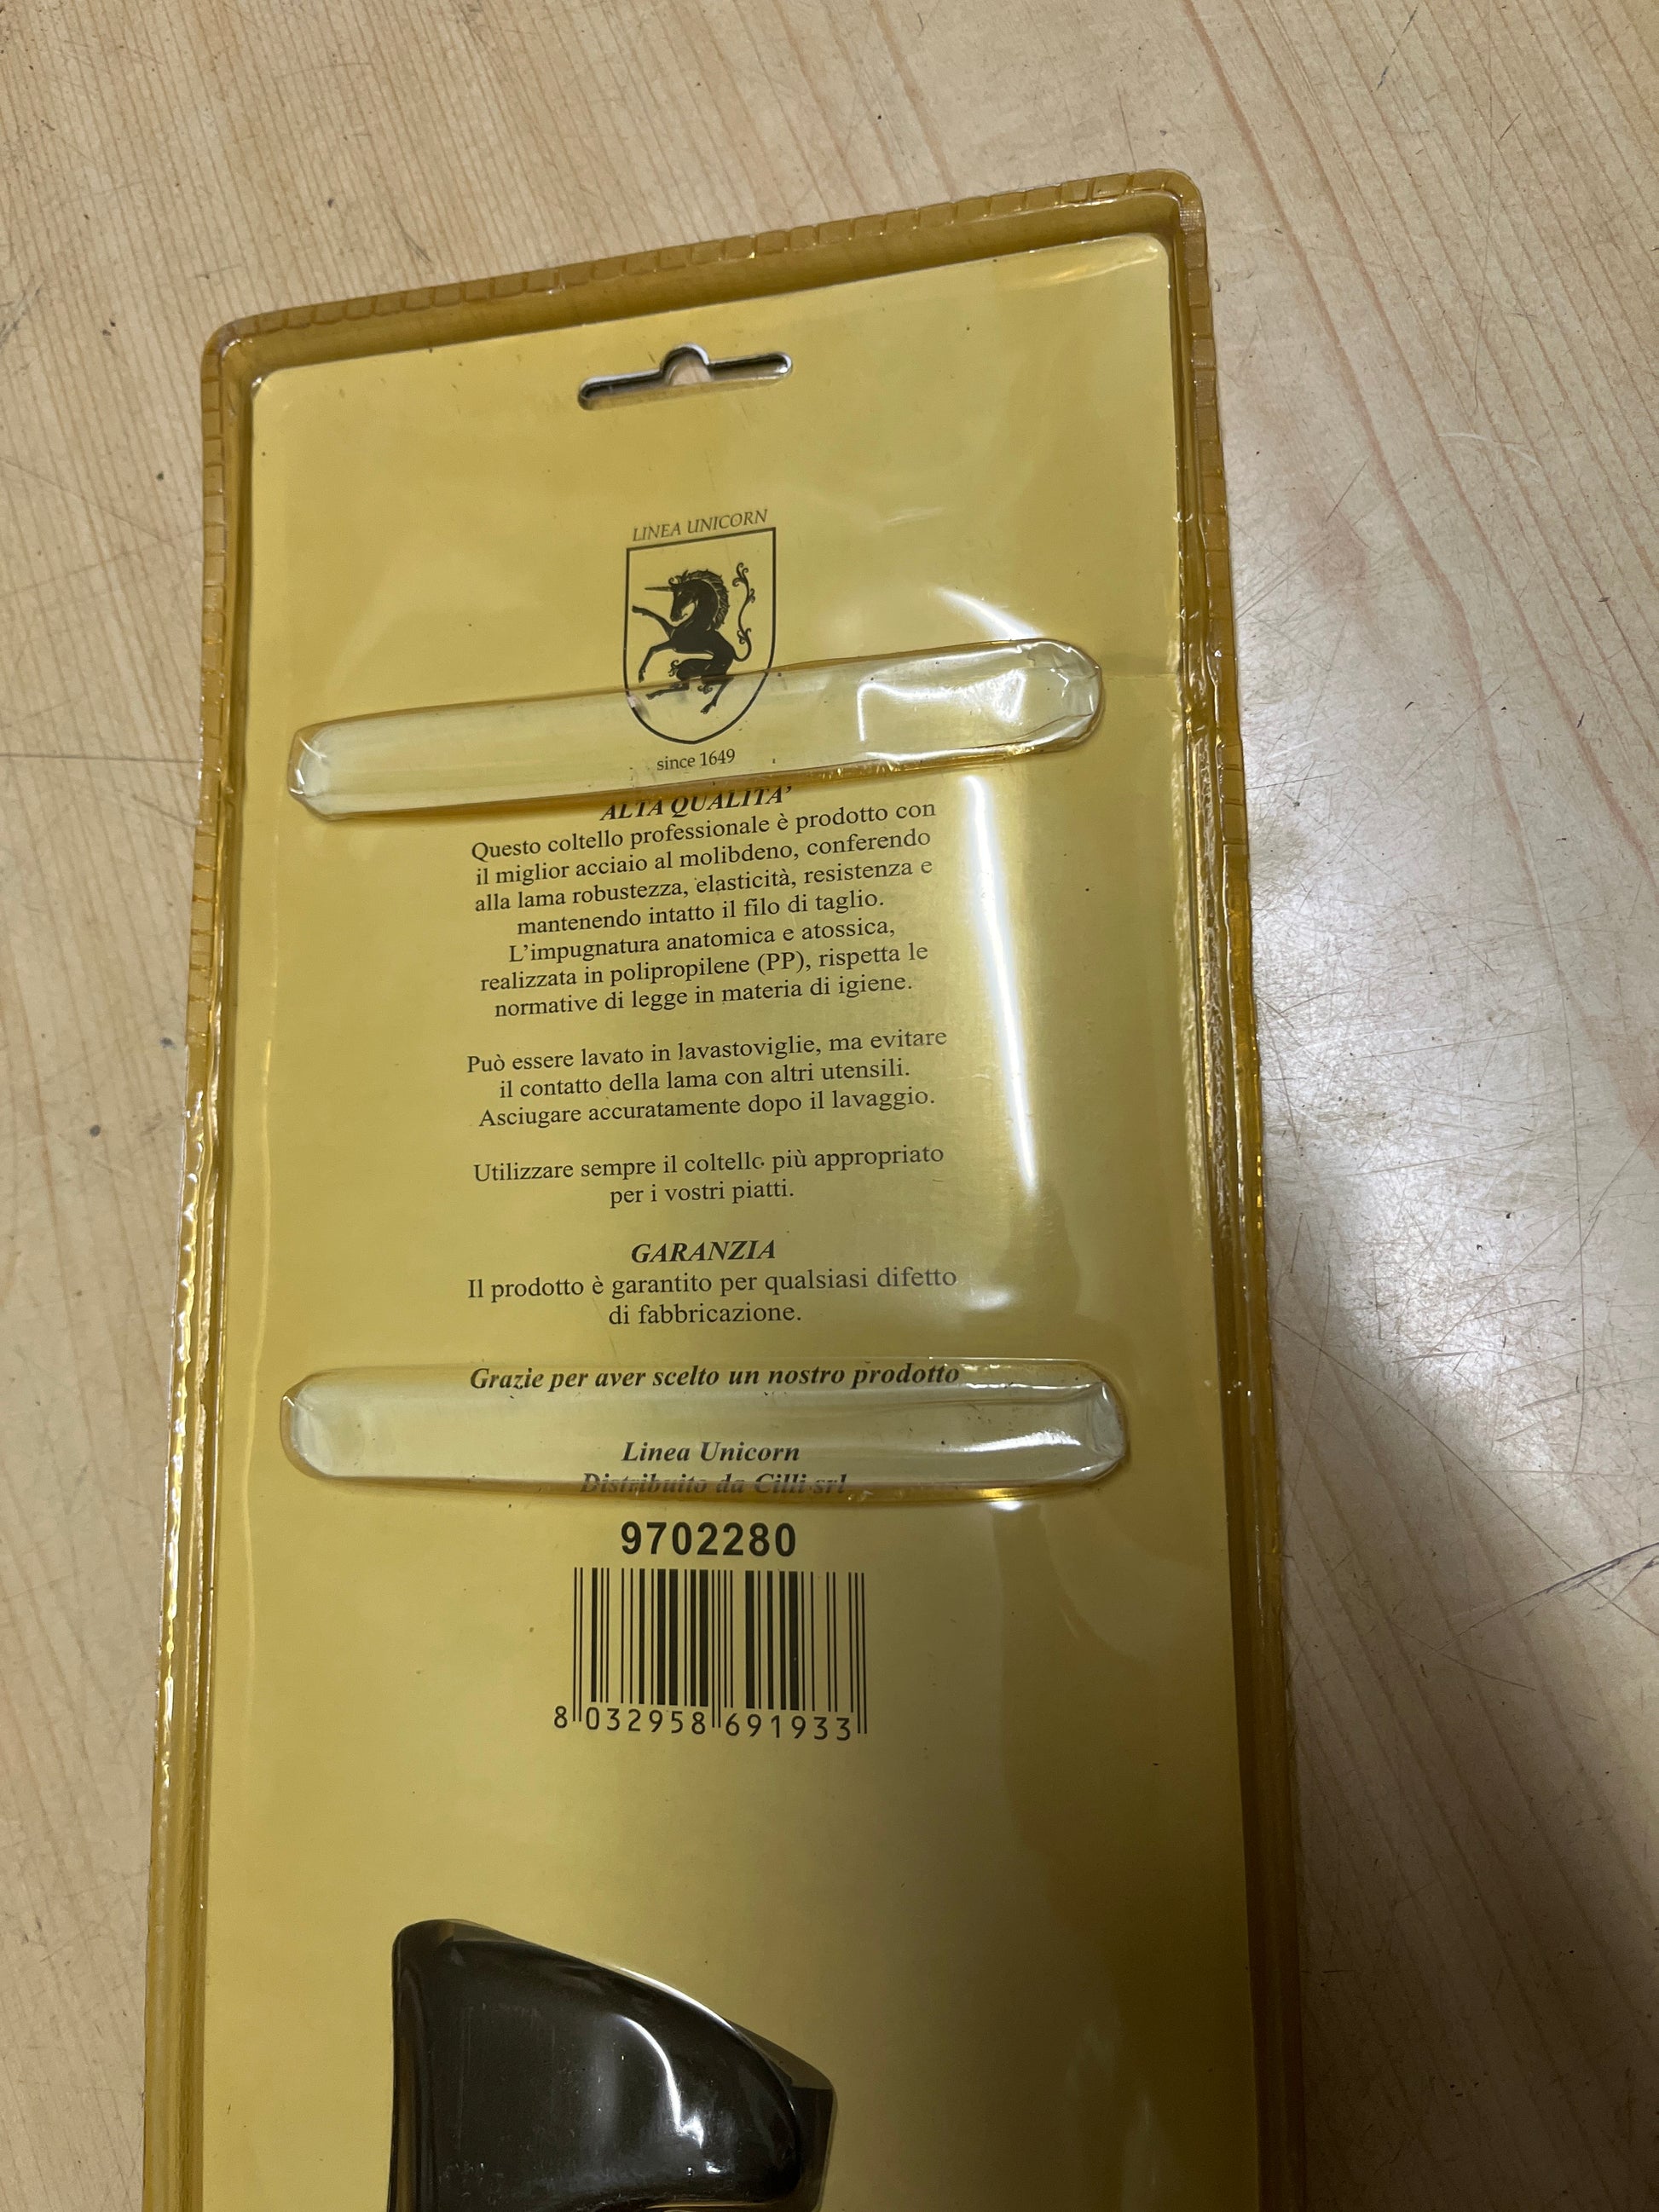 LINEA UNICORN
since 1649
ALTA QUALITA'
Questo coltello professionale è prodotto con
il miglior acciaio al molibdeno, conferendo
alla lama robustezza, elasticità, resistenza e
mantenendo intatto il filo di taglio.
L'impugnatura anatomica e atossica,
realizzata in polipropilene (PP), rispetta le
normative di legge in materia di igiene.
Può essere lavato in lavastoviglie, ma evitare
il contatto della lama con altri utensili.
Asciugare accuratamente dopo il lavaggio.
Utilizzare sempre il coltello più appropriato
per i vostri piatti.
GARANZIA
Il prodotto è garantito per qualsiasi difetto
di fabbricazione.
Grazie per aver scelto un nostro prodotto
Linea Unicorn
Distribuito da Cilli srl
9702280
8 032958 691933